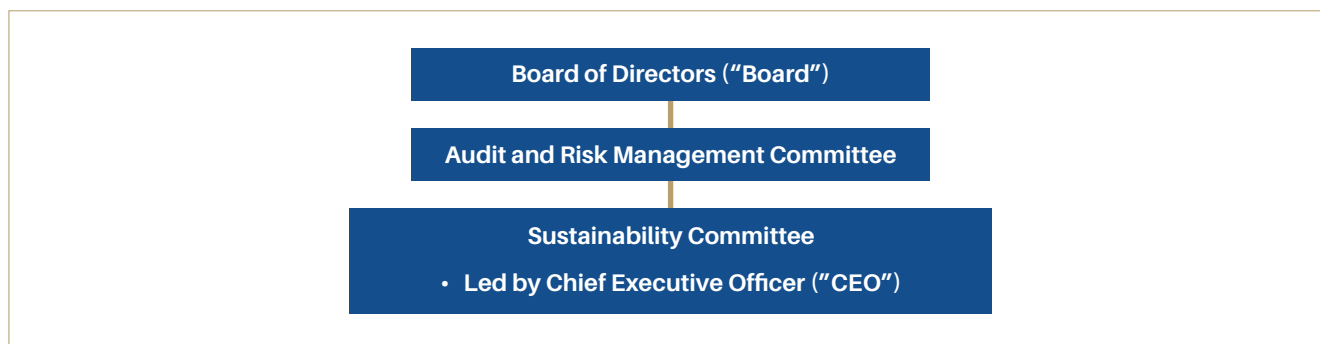 Board of Directors (“Board”)
Audit and Risk Management Committee
Sustainability Committee
• Led by Chief Executive Officer (”CEO”)